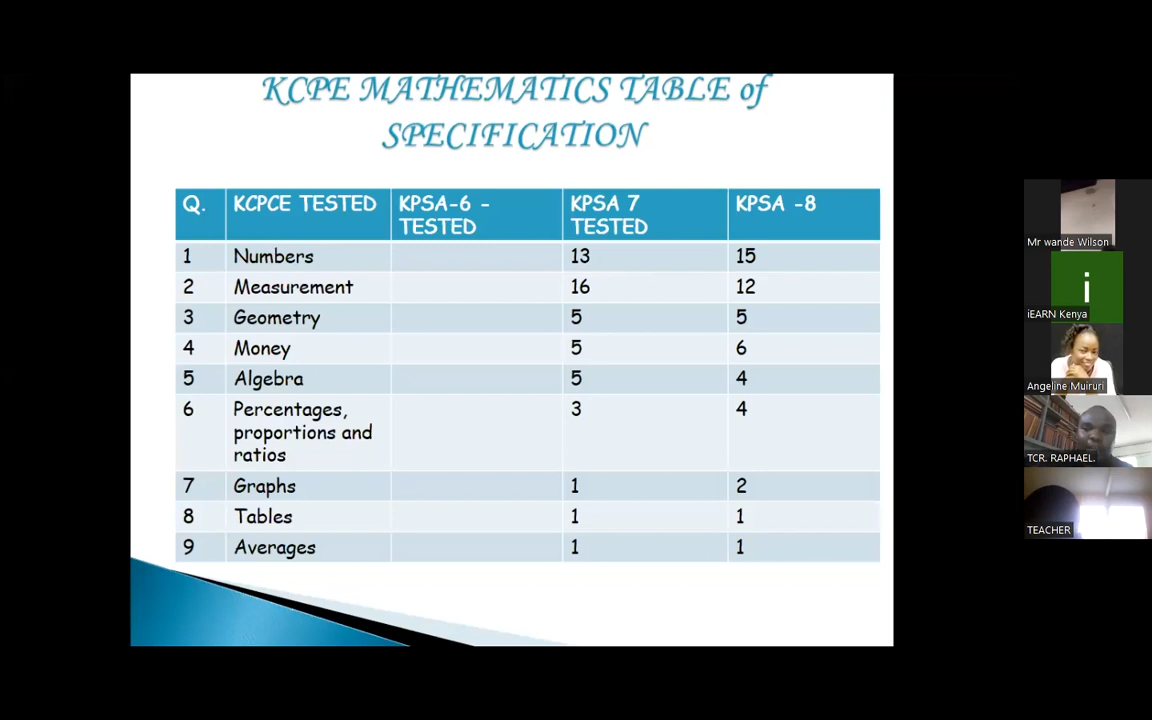 KCPE MATHEMATICS TABLE of
SPECIFICATION
Q. KCPCE TESTED KPSA-6 - TESTED KPSA 7 TESTED KPSA -8
1 Numbers 13 15
2 Measurement 16 12
3 Geometry 5 5
4 Money 5 6
5 Algebra 5 4
6 Percentages, proportions and ratios 3 4
7 Graphs 1 2
8 Tables 1 1
9 Averages 1 1
Mr wande Wilson
i
iEARN Kenya
Angeline Muiruri
TCR. RAPHAEL.
TEACHER